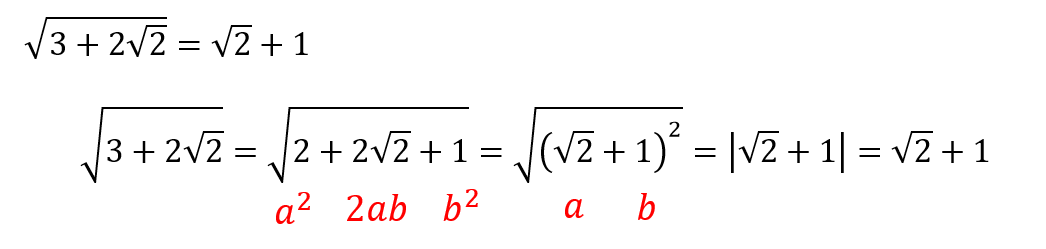 √(3 + 2√2) = √2 + 1
√(3 + 2√2) = √(2 + 2√2 + 1) = √((√2 + 1)²) = |√2 + 1| = √2 + 1
a² 2ab b² a b